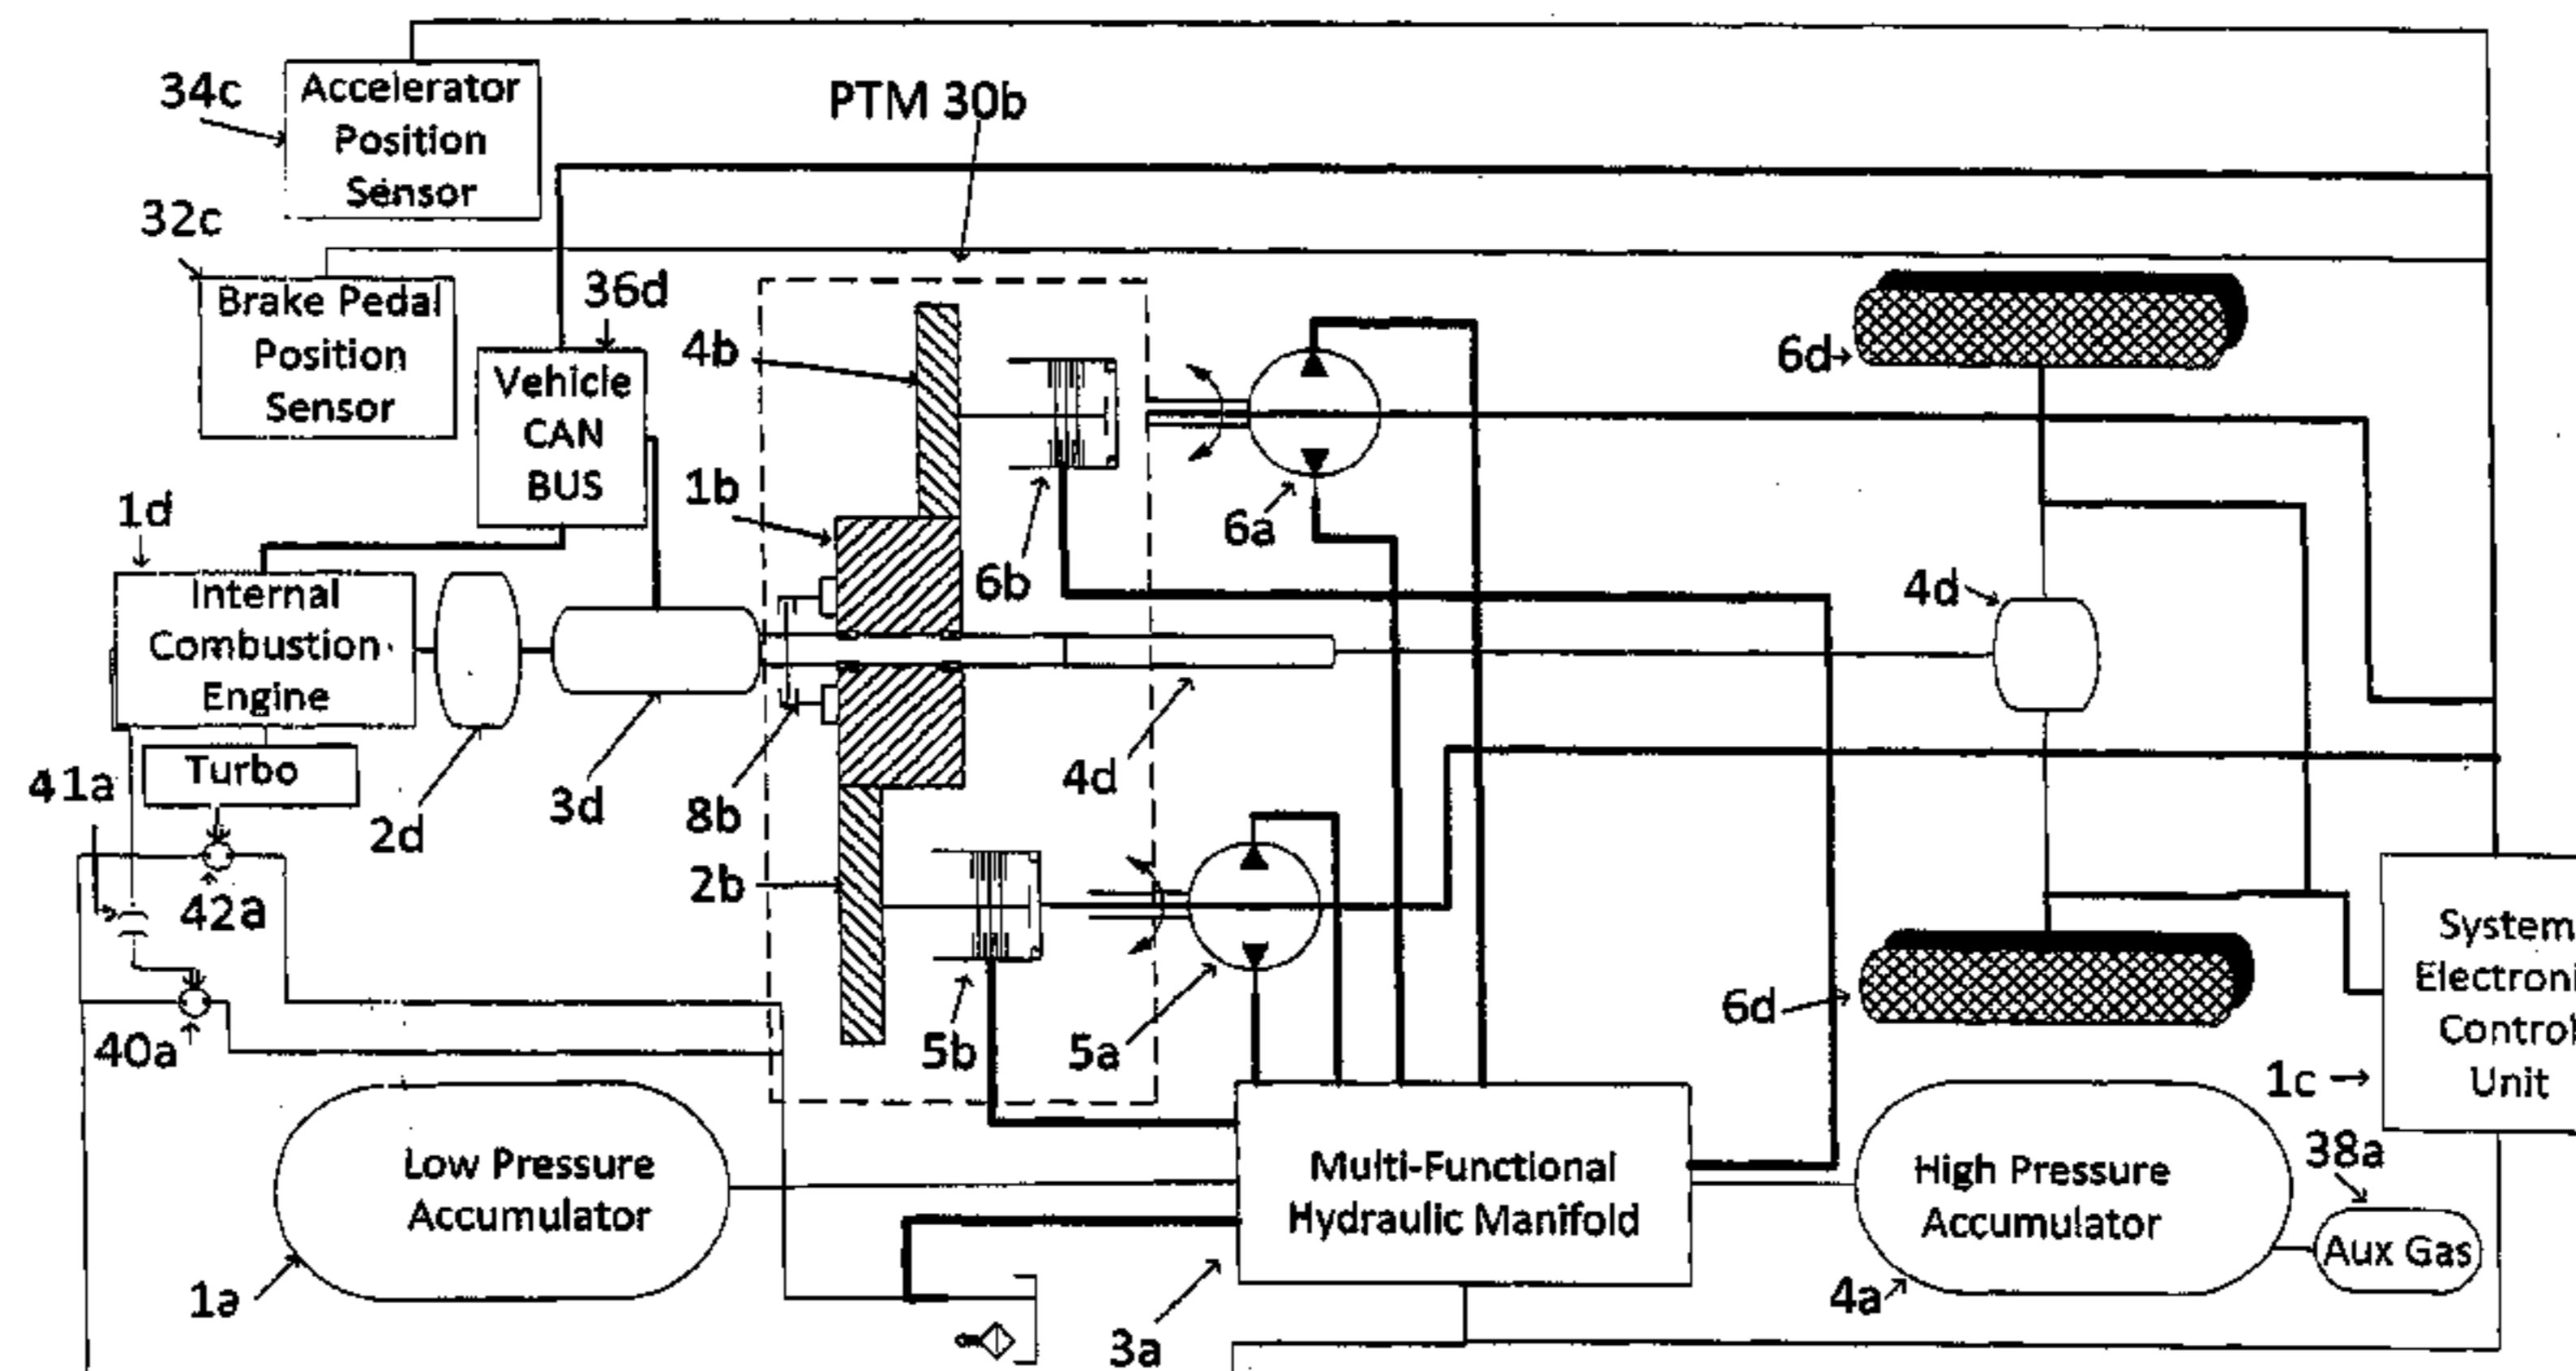 34c
Accelerator
Position
Sensor
PTM 30b
32c
Brake Pedal
Position
Sensor
36d
Vehicle
CAN
BUS
4b
6d
1b
6a
6b
1d
Internal
Combustion
Engine
4d
Turbo
41a
2d
3d
8b
4d
2b
42a
40a
5b
5a
6d
System
Electroni
Control
Unit
1c
Low Pressure
Accumulator
1a
Multi-Functional
Hydraulic Manifold
3a
High Pressure
Accumulator
4a
38a
Aux Gas